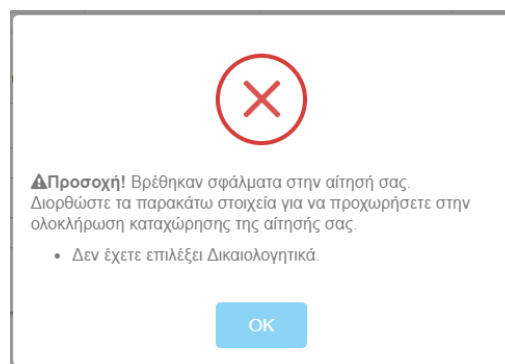 Προσοχή! Βρέθηκαν σφάλματα στην αίτησή σας.
Διορθώστε τα παρακάτω στοιχεία για να προχωρήσετε στην
ολοκλήρωση καταχώρησης της αίτησής σας.
• Δεν έχετε επιλέξει Δικαιολογητικά.
OK